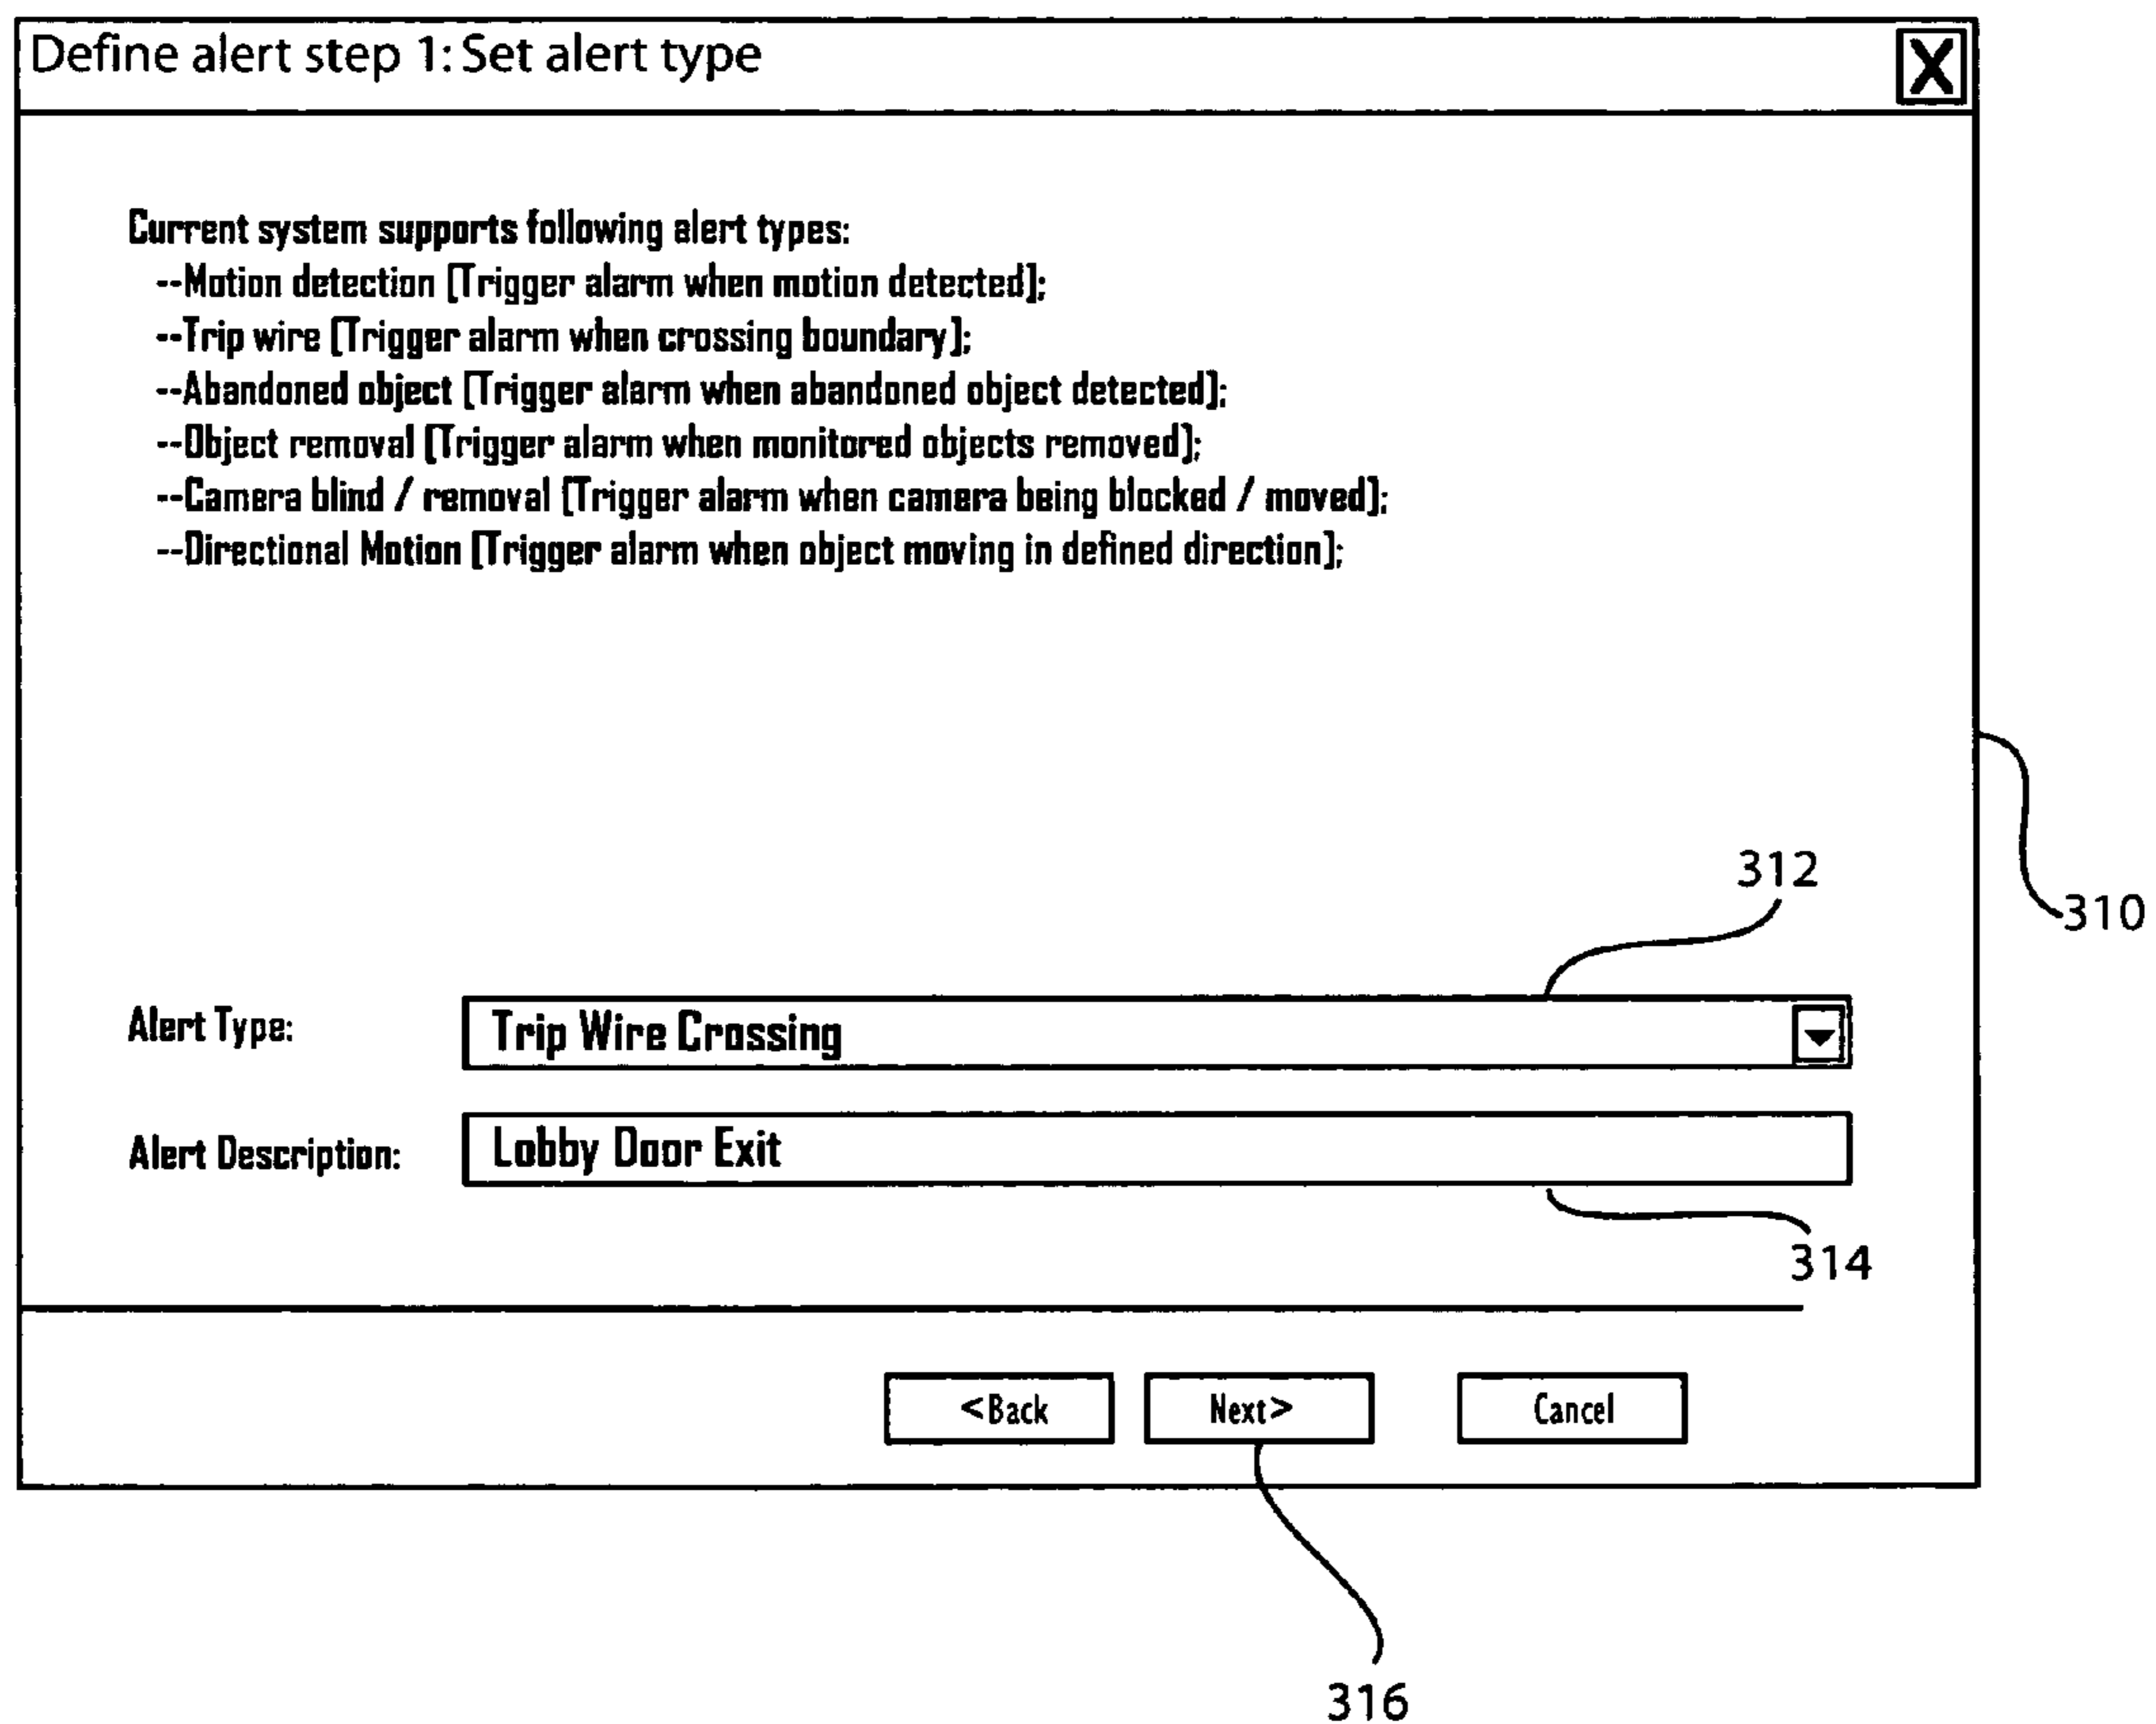 Define alert step 1: Set alert type X
Current system supports following alert types:
--Motion detection [Trigger alarm when motion detected];
--Trip wire [Trigger alarm when crossing boundary];
--Abandoned object [Trigger alarm when abandoned object detected];
--Object removal [Trigger alarm when monitored objects removed];
--Camera blind / removal [Trigger alarm when camera being blocked / moved];
--Directional Motion [Trigger alarm when object moving in defined direction];
312
310
Alert Type: Trip Wire Crossing
Alert Description: Lobby Door Exit
314
<Back Next> Cancel
316